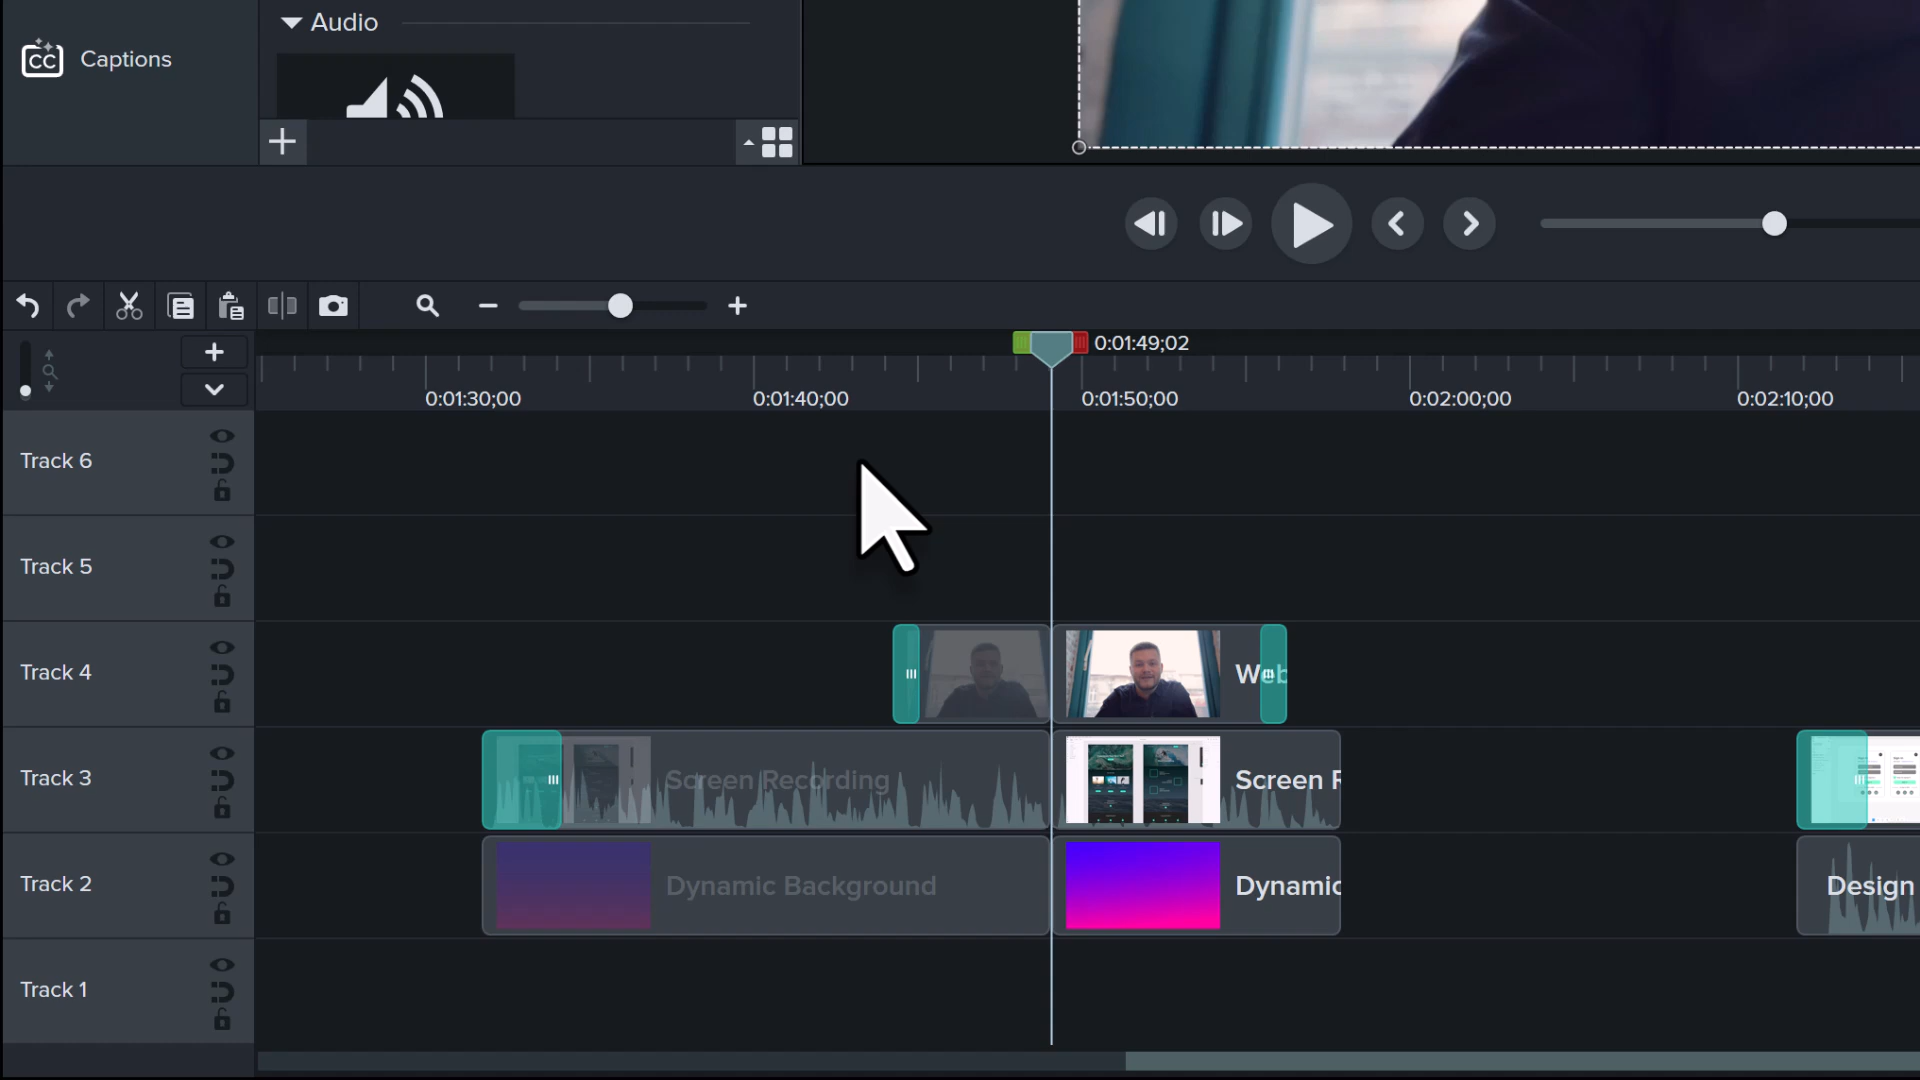 Audio
CC Captions
0:01:49;02
0:01:30;00 0:01:40;00 0:01:50;00 0:02:00;00 0:02:10;00
Track 6
Track 5
Track 4
Web
Track 3
Screen Recording
Screen R
Track 2
Dynamic Background
Dynamic
Design
Track 1